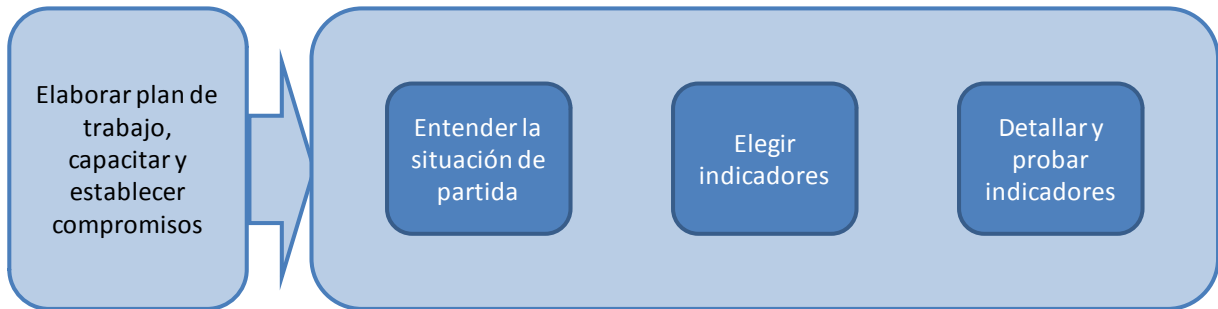 Elaborar plan de
trabajo,
capacitar y
establecer
compromisos
Entender la
situación de
partida
Elegir
indicadores
Detallar y
probar
indicadores